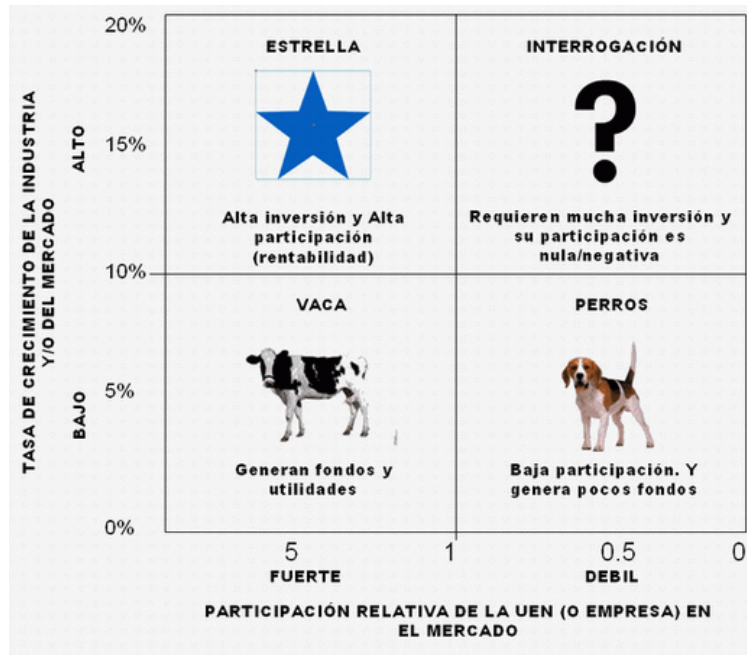 20%
ESTRELLA
INTERROGACIÓN
?
15%
ALTO
TASA DE CRECIMIENTO DE LA INDUSTRIA
Y/O DEL MERCADO
Alta inversión y Alta
participación
(rentabilidad)
Requieren mucha inversión y
su participación es
nula/negativa
10%
VACA
PERROS
5%
BAJO
Generan fondos y
utilidades
Baja participación. Y
genera pocos fondos
0%
5
1
0.5
0
FUERTE
DEBIL
PARTICIPACIÓN RELATIVA DE LA UEN (O EMPRESA) EN
EL MERCADO